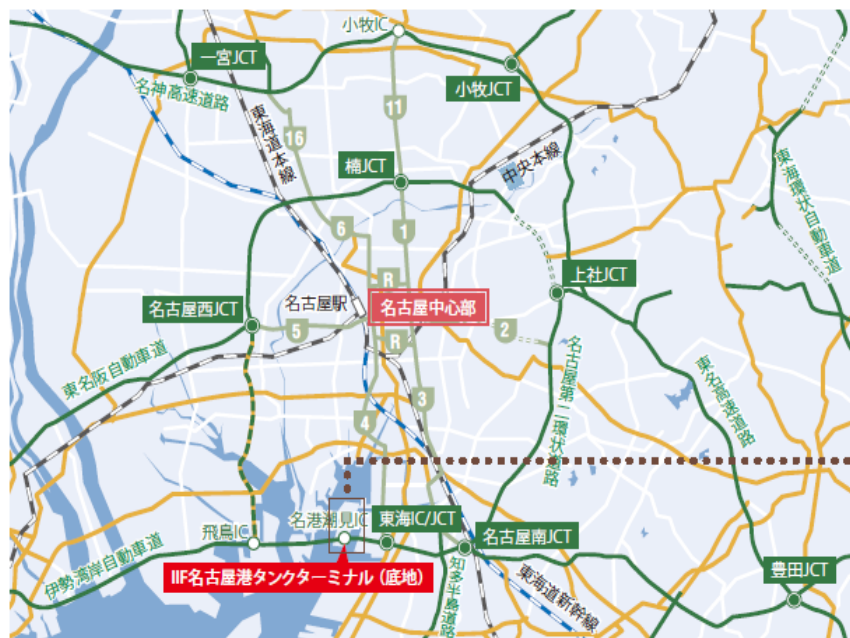 小牧IC
一宮JCT
小牧JCT
名神高速道路
11
16
東海道本線
楠JCT
中央本線
東海環状自動車道
6
1
上社JCT
R
名古屋駅
名古屋中心部
名古屋西JCT
5
2
R
東名阪自動車道
名古屋第二環状道路
東名高速道路
3
4
名港潮見IC
飛鳥IC
東海IC/JCT
名古屋南JCT
伊勢湾岸自動車道
IIF名古屋港タンクターミナル（底地）
知多半島道路
東海道新幹線
豊田JCT